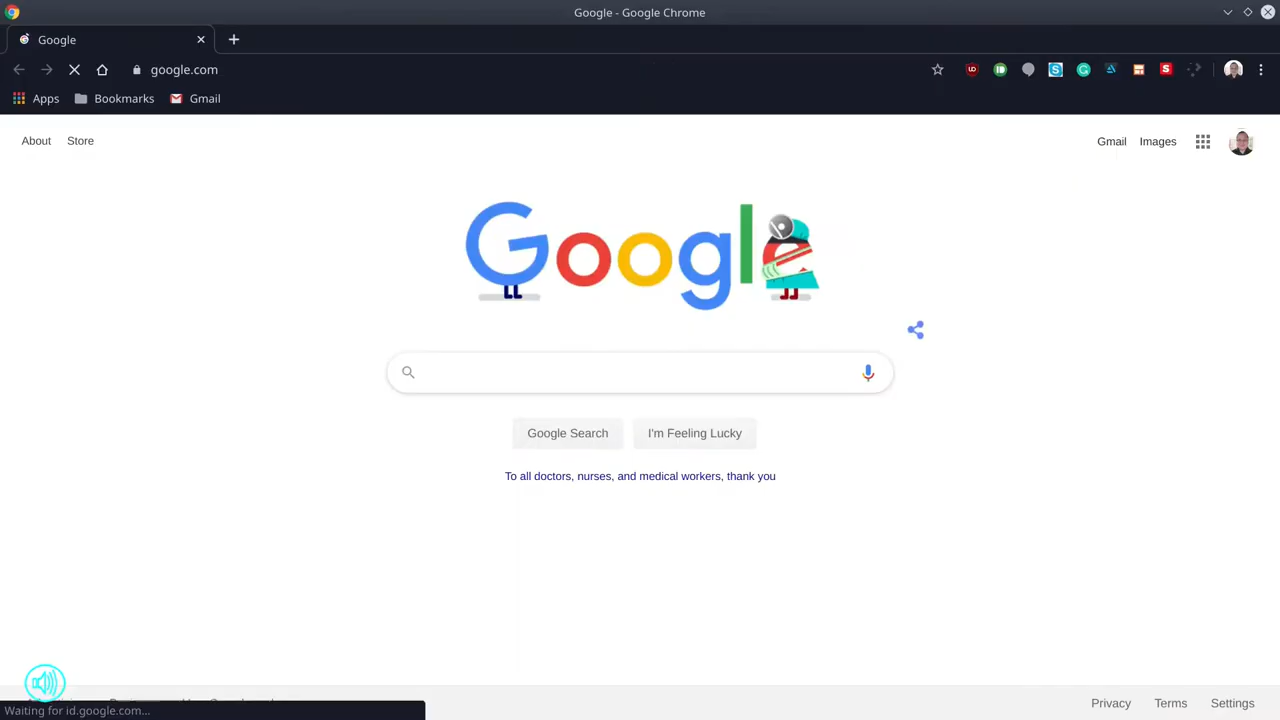 Google - Google Chrome
Google
google.com
Apps Bookmarks Gmail
About Store Gmail Images
Google
Google Search I'm Feeling Lucky
To all doctors, nurses, and medical workers, thank you
Privacy Terms Settings
Waiting for id.google.com...